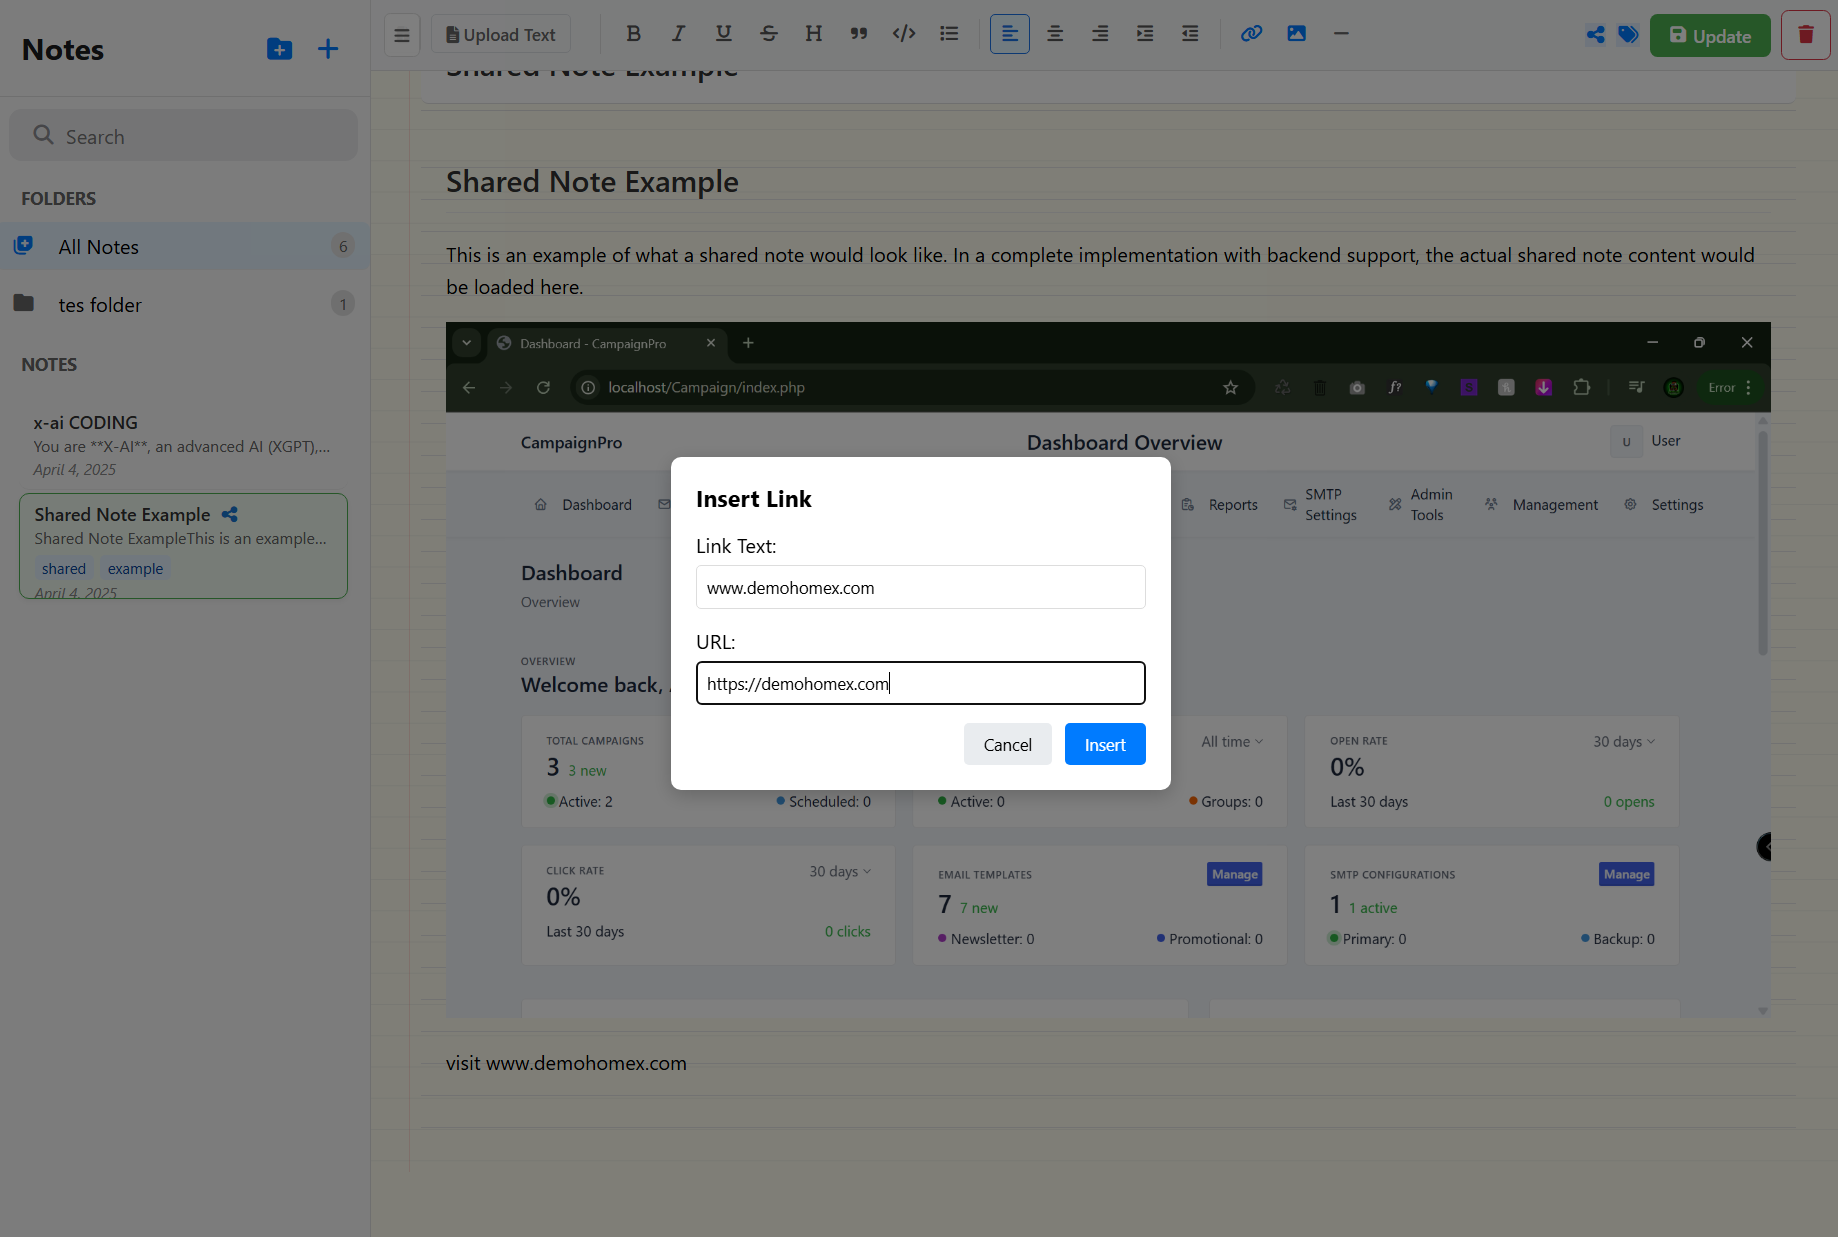 Notes
Upload Text
Update
Shared Note Example
Search
FOLDERS
All Notes 6
tes folder 1
NOTES
x-ai CODING
You are **X-AI**, an advanced AI (XGPT),...
April 4, 2025
Shared Note Example
Shared Note ExampleThis is an example...
shared example
April 4, 2025
Shared Note Example
This is an example of what a shared note would look like. In a complete implementation with backend support, the actual shared note content would
be loaded here.
Dashboard - CampaignPro
localhost/Campaign/index.php
Error
CampaignPro
Dashboard Overview
U User
Dashboard
Reports
SMTP
Settings
Admin
Tools
Management
Settings
Dashboard
Overview
OVERVIEW
Welcome back,
TOTAL CAMPAIGNS
3 3 new
Active: 2 Scheduled: 0
All time
Active: 0 Groups: 0
OPEN RATE 30 days
0%
Last 30 days 0 opens
CLICK RATE 30 days
0%
Last 30 days 0 clicks
EMAIL TEMPLATES Manage
7 7 new
Newsletter: 0 Promotional: 0
SMTP CONFIGURATIONS Manage
1 1 active
Primary: 0 Backup: 0
Insert Link
Link Text:
www.demohomex.com
URL:
https://demohomex.com
Cancel Insert
visit www.demohomex.com